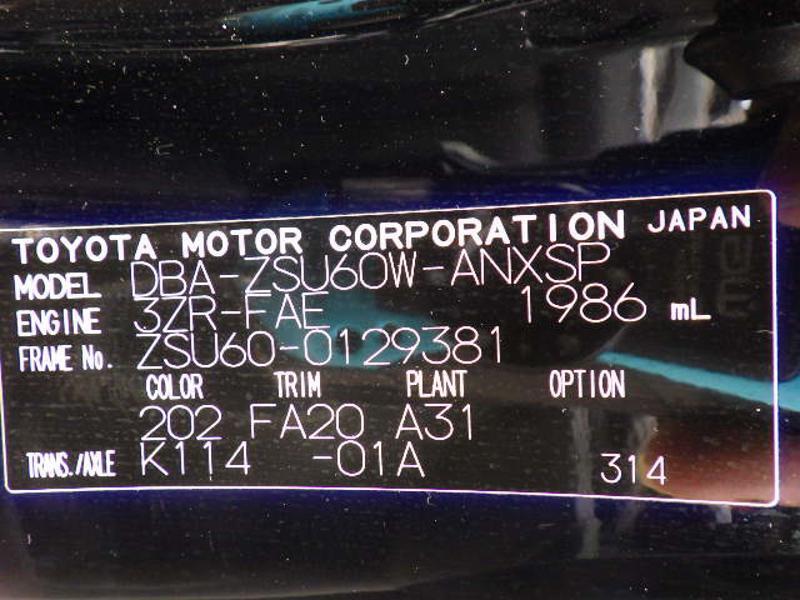 TOYOTA MOTOR CORPORATION JAPAN
MODEL DBA-ZSU60W-ANXSP
ENGINE 3ZR-FAE 1986 mL
FRAME No. ZSU60-0129381
COLOR TRIM PLANT OPTION
202 FA20 A31
TRANS./AXLE K114 -01A 314